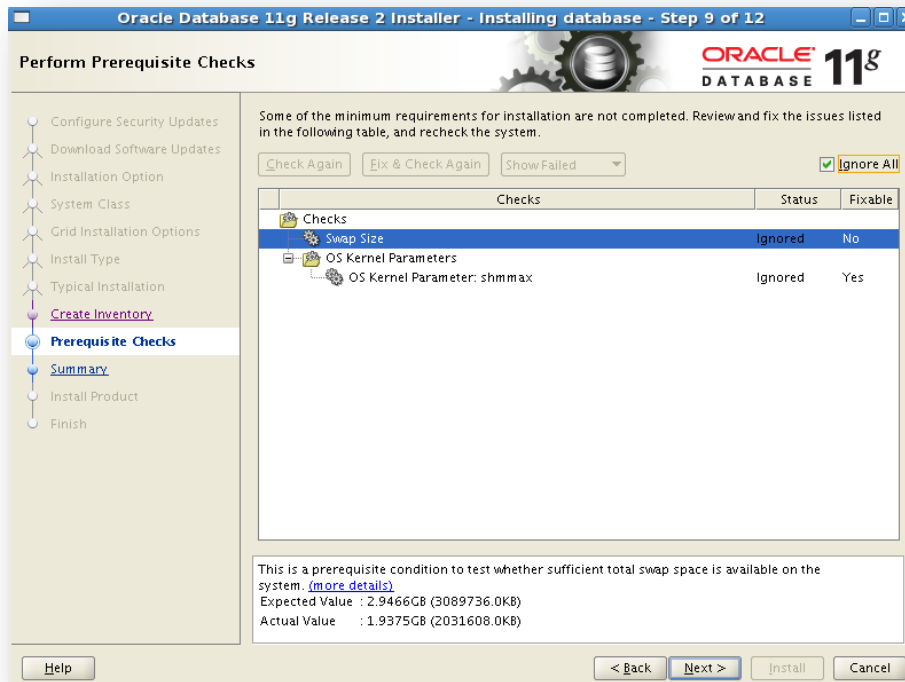 Oracle Database 11g Release 2 Installer - Installing database - Step 9 of 12
Perform Prerequisite Checks
ORACLE
DATABASE 11g
Configure Security Updates
Download Software Updates
Installation Option
System Class
Grid Installation Options
Install Type
Typical Installation
Create Inventory
Prerequisite Checks
Summary
Install Product
Finish
Some of the minimum requirements for installation are not completed. Review and fix the issues listed
in the following table, and recheck the system.
Check Again Fix & Check Again Show Failed Ignore All
Checks Status Fixable
Checks
Swap Size Ignored No
OS Kernel Parameters
OS Kernel Parameter: shmmax Ignored Yes
This is a prerequisite condition to test whether sufficient total swap space is available on the
system. (more details)
Expected Value : 2.9466GB (3089736.0KB)
Actual Value : 1.9375GB (2031608.0KB)
Help < Back Next > Install Cancel